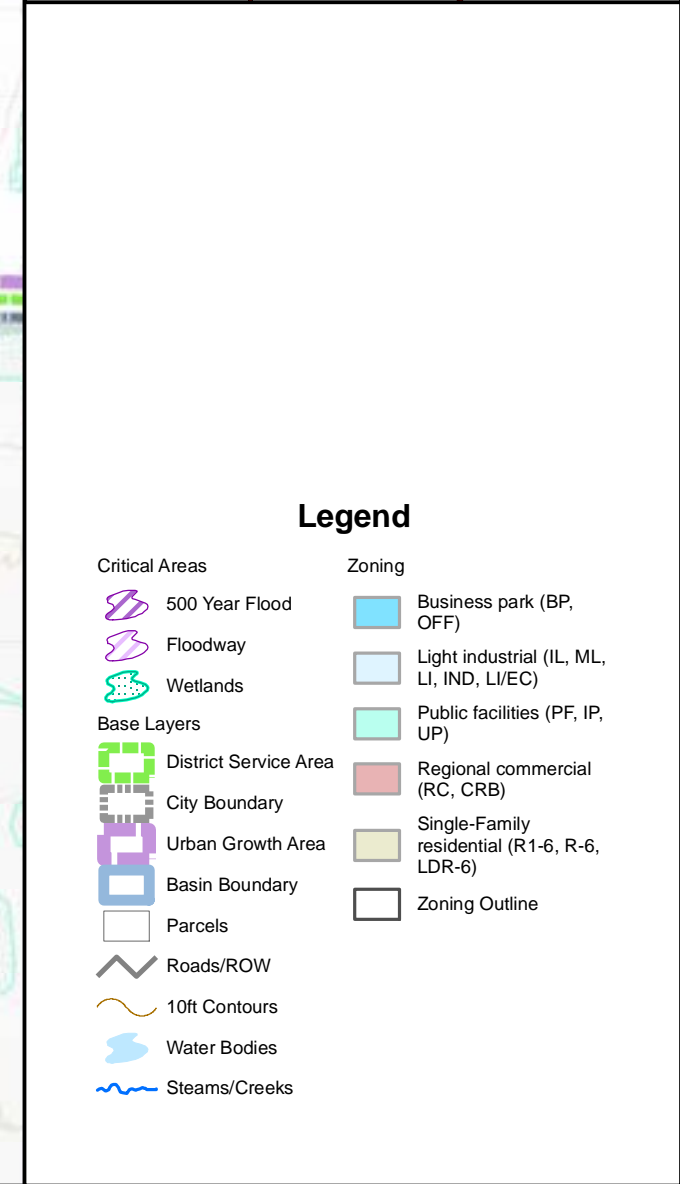 Legend
Critical Areas
500 Year Flood
Floodway
Wetlands
Base Layers
District Service Area
City Boundary
Urban Growth Area
Basin Boundary
Parcels
Roads/ROW
10ft Contours
Water Bodies
Steams/Creeks
Zoning
Business park (BP,
OFF)
Light industrial (IL, ML,
LI, IND, LI/EC)
Public facilities (PF, IP,
UP)
Regional commercial
(RC, CRB)
Single-Family
residential (R1-6, R-6,
LDR-6)
Zoning Outline